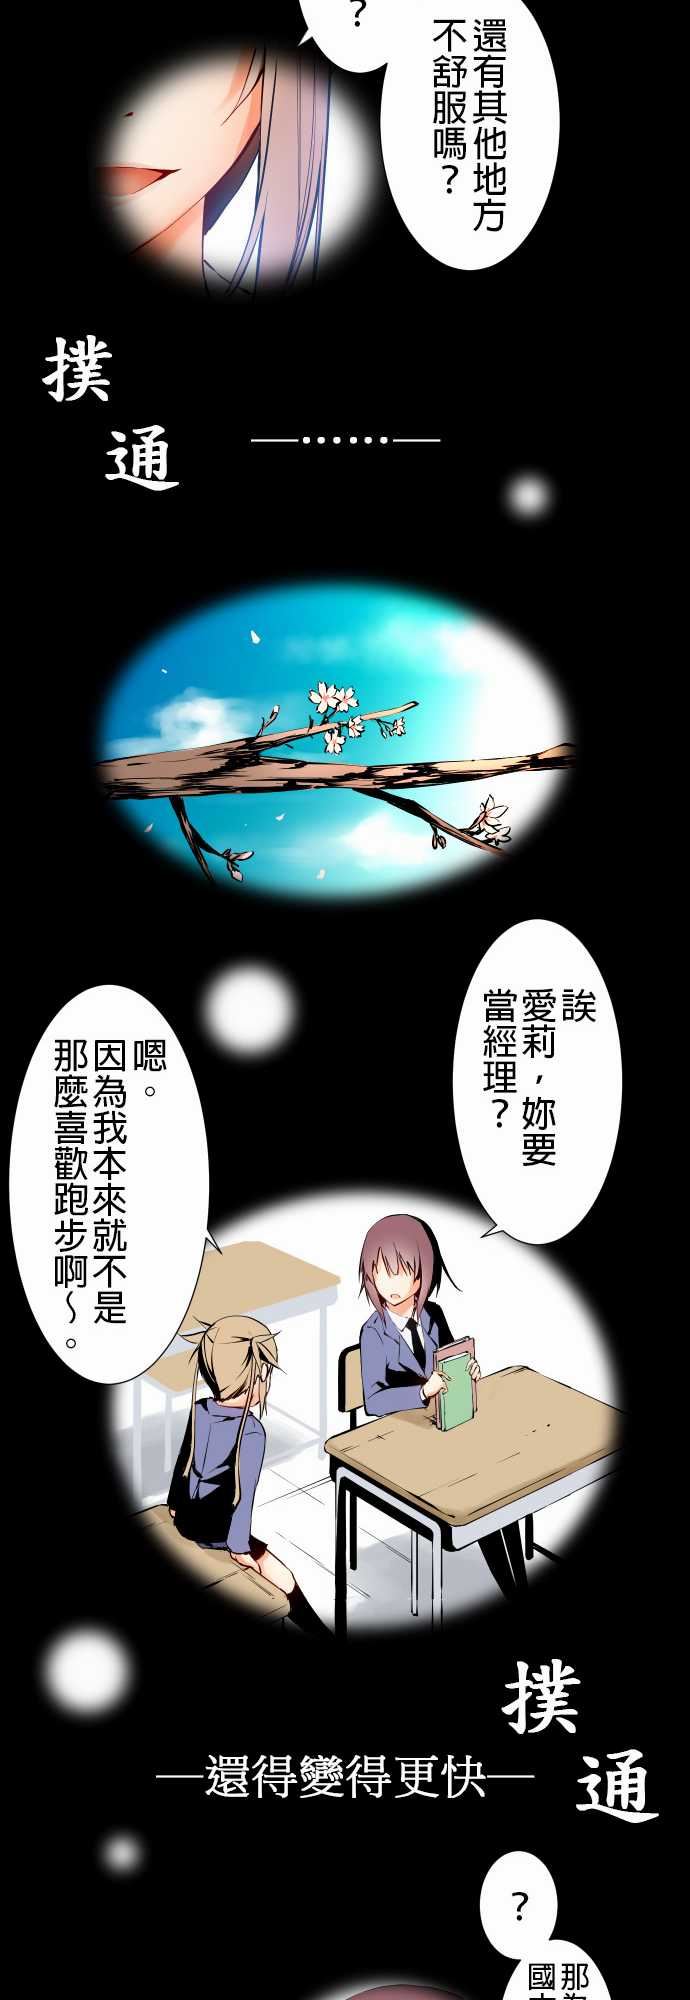 ？
還有其他地方
不舒服嗎？
撲
通
—……—
誒
愛莉，妳要
當經理？
嗯。
因為我本來就不是
那麼喜歡跑步啊～。
撲
通
—還得變得更快—
？